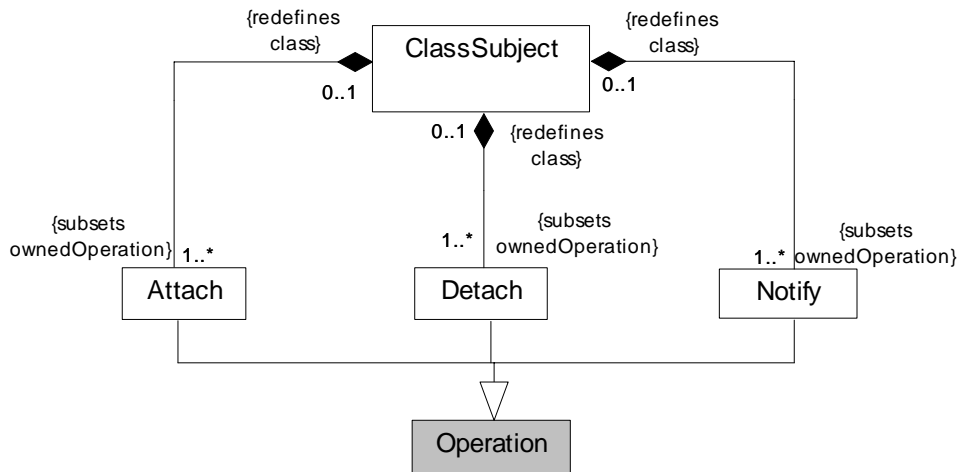 {redefines
class}
ClassSubject
{redefines
class}
0..1
0..1
0..1
{redefines
class}
{subsets
ownedOperation}
1..*
1..*
{subsets
ownedOperation}
1..*
{subsets
ownedOperation}
Attach
Detach
Notify
Operation